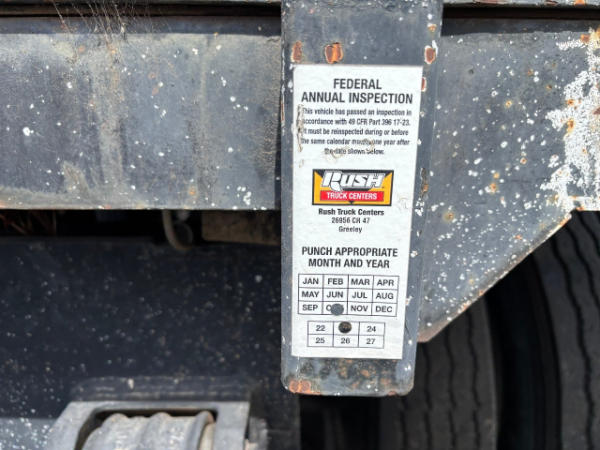 FEDERAL
ANNUAL INSPECTION
This vehicle has passed an inspection in
accordance with 49 CFR Part 396 17-23.
It must be reinspected during or before
the same calendar month one year after
the date shown below.
RUSH
TRUCK CENTERS
Rush Truck Centers
26956 CR 47
Greeley
PUNCH APPROPRIATE
MONTH AND YEAR
JAN FEB MAR APR
MAY JUN JUL AUG
SEP NOV DEC
22 24
25 26 27